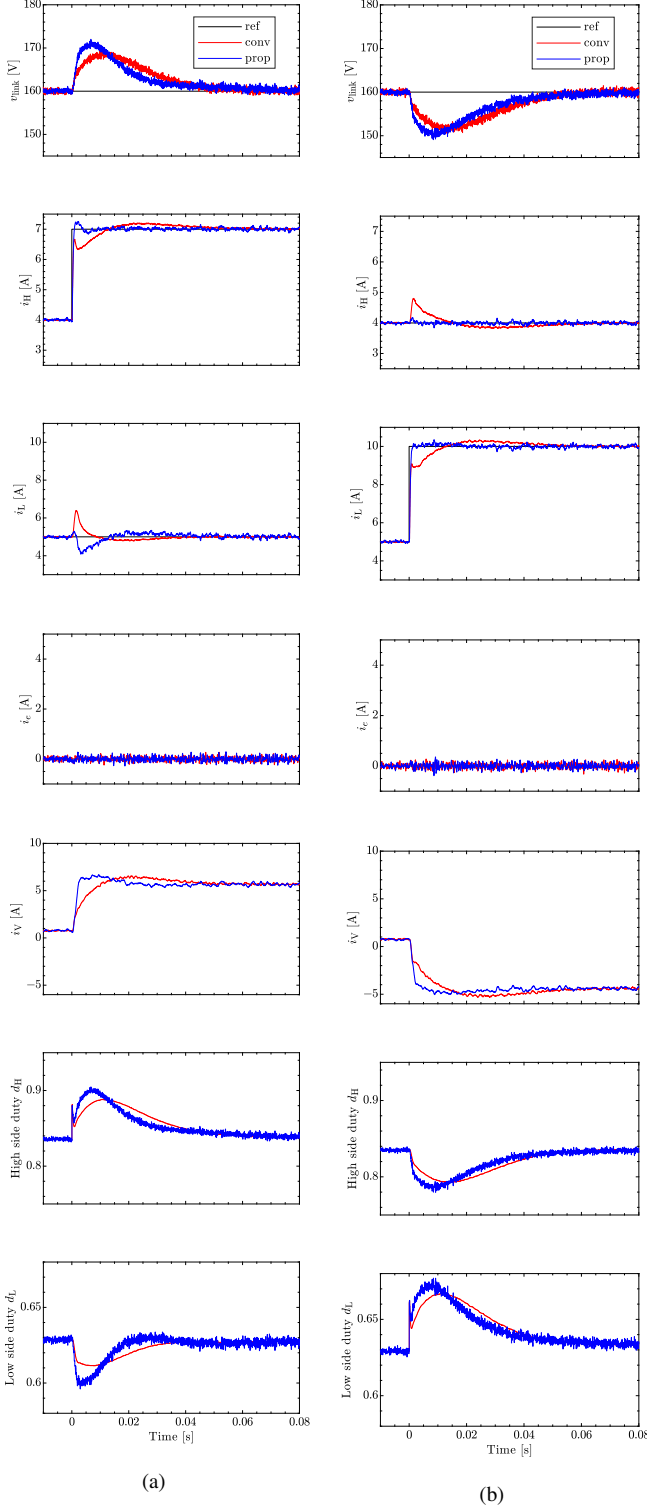 180
170
160
150
v_link [V]
ref
conv
prop
7
6
5
4
3
i_H [A]
10
8
6
4
i_L [A]
4
2
0
i_c [A]
10
5
0
−5
i_V [A]
0.9
0.8
High side duty d_H
0.65
0.6
Low side duty d_L
0 0.02 0.04 0.06 0.08
Time [s]
(a)
180
170
160
150
v_link [V]
ref
conv
prop
7
6
5
4
3
i_H [A]
10
8
6
4
i_L [A]
4
2
0
i_c [A]
10
5
0
−5
i_V [A]
0.9
0.8
High side duty d_H
0.65
0.6
Low side duty d_L
0 0.02 0.04 0.06 0.08
Time [s]
(b)